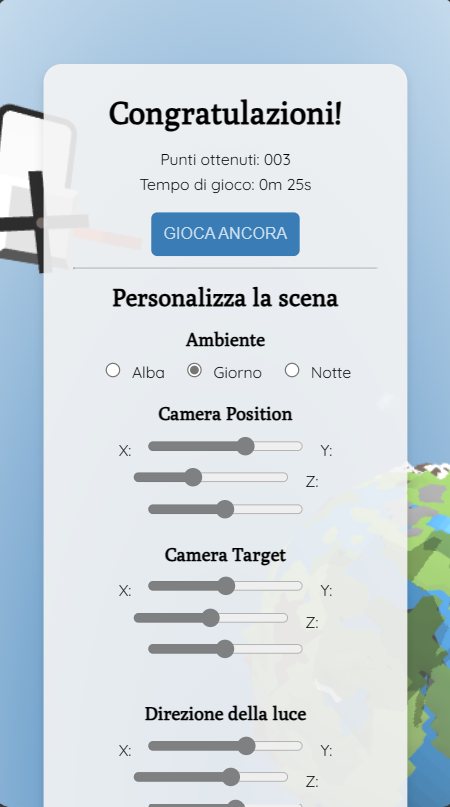 Congratulazioni!
Punti ottenuti: 003
Tempo di gioco: 0m 25s
GIOCA ANCORA
Personalizza la scena
Ambiente
Alba Giorno Notte
Camera Position
X: Y:
Z:
Camera Target
X: Y:
Z:
Direzione della luce
X: Y:
Z: